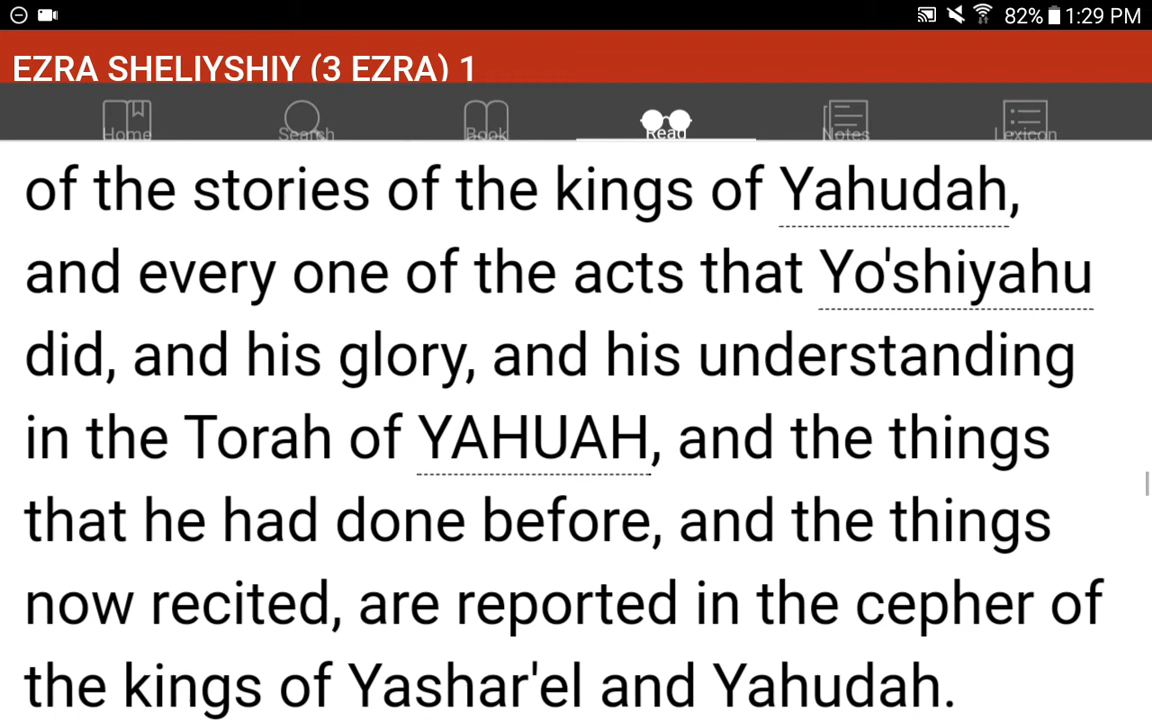 82% 1:29 PM
EZRA SHELIYSHIY (3 EZRA) 1
Home Search Book Read Notes Lexicon
of the stories of the kings of Yahudah,
and every one of the acts that Yo'shiyahu
did, and his glory, and his understanding
in the Torah of YAHUAH, and the things
that he had done before, and the things
now recited, are reported in the cepher of
the kings of Yashar'el and Yahudah.